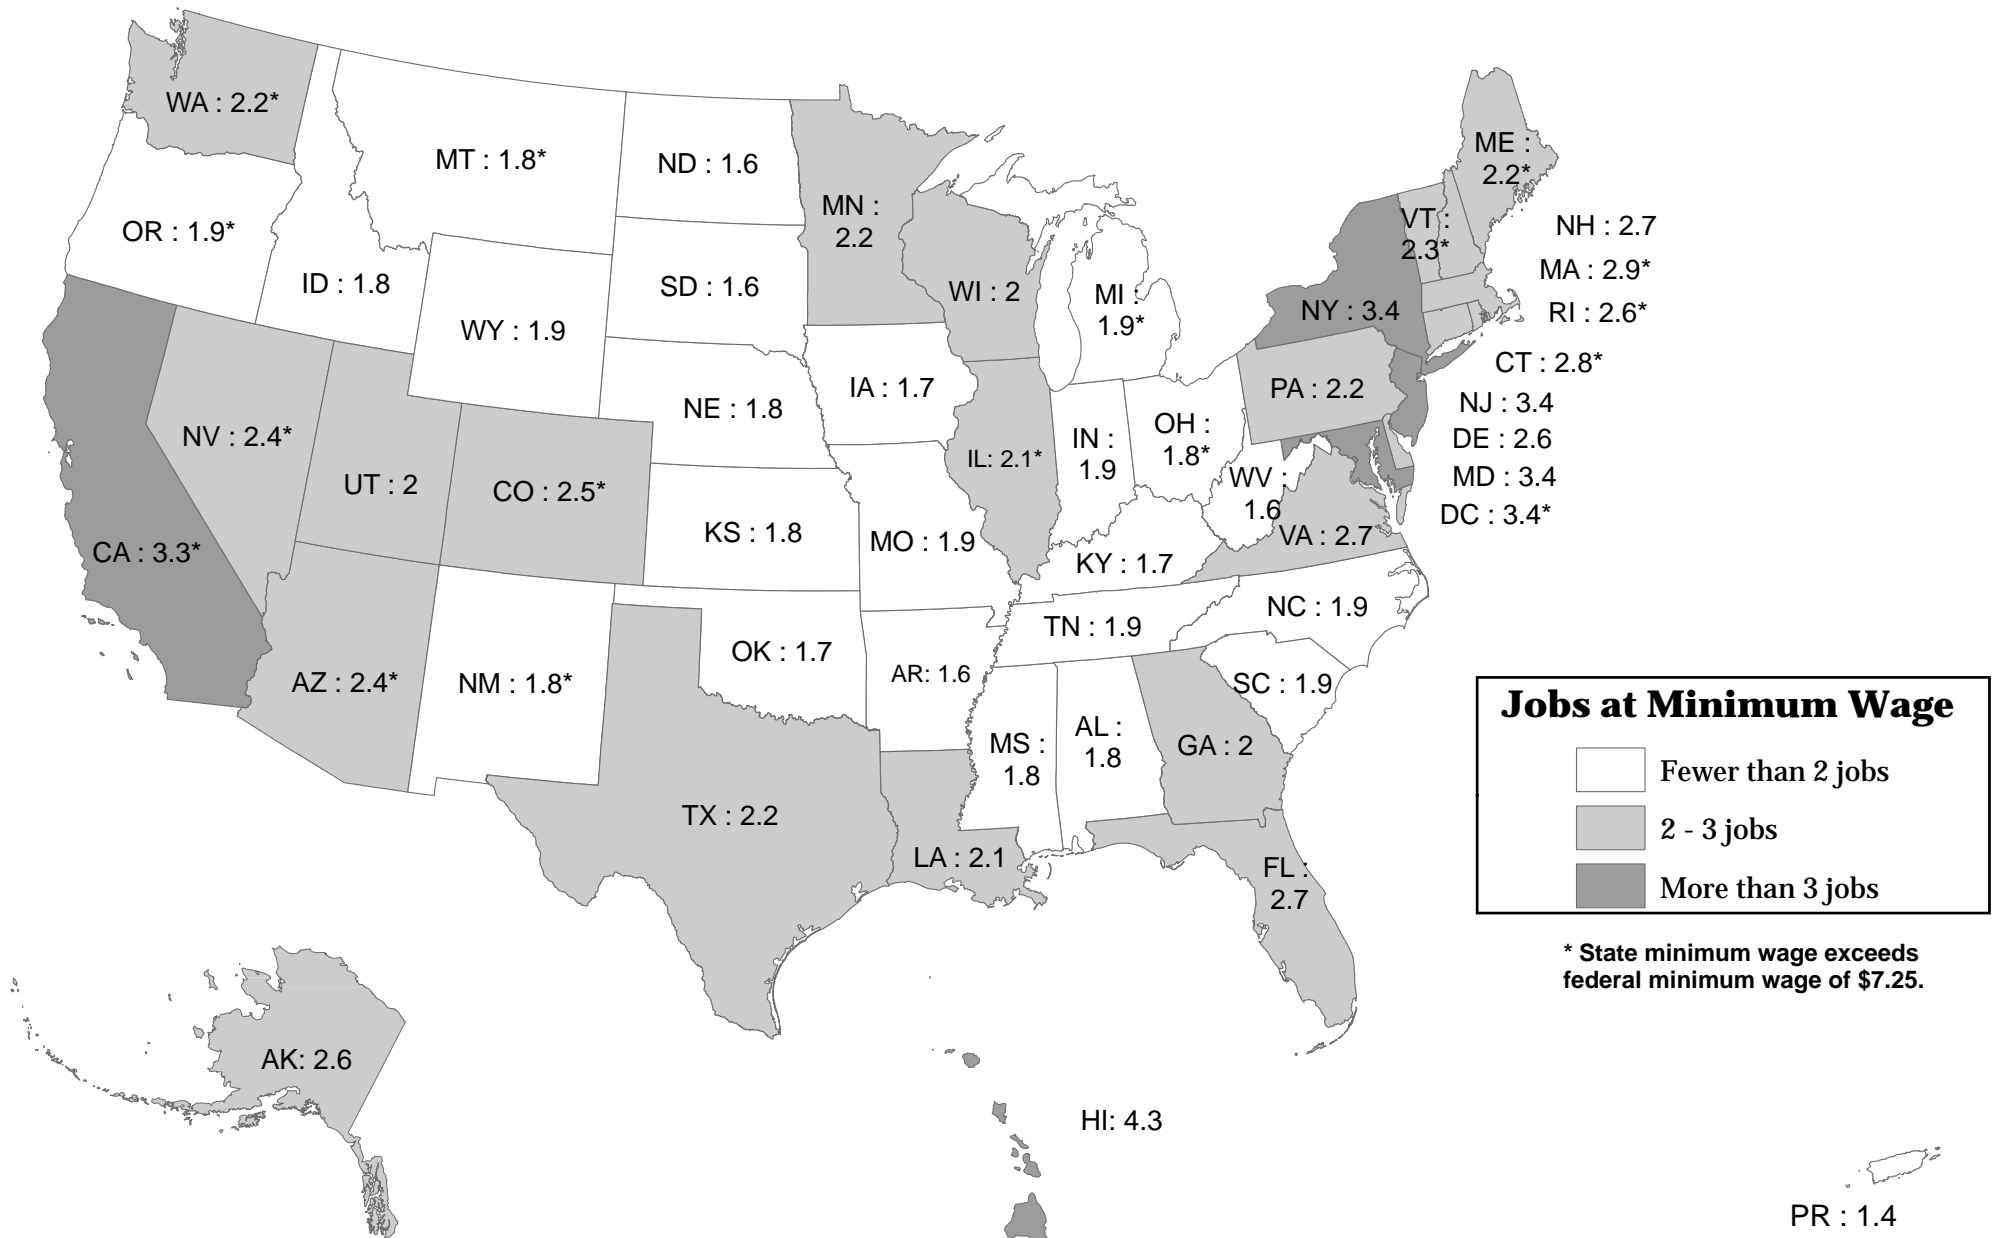 WA : 2.2*
MT : 1.8*
ND : 1.6
MN :
2.2
ME :
2.2*
OR : 1.9*
ID : 1.8
WY : 1.9
SD : 1.6
WI : 2
MI :
1.9*
NY : 3.4
VT :
2.3*
NH : 2.7
MA : 2.9*
RI : 2.6*
CT : 2.8*
NJ : 3.4
DE : 2.6
MD : 3.4
DC : 3.4*
NV : 2.4*
UT : 2
CO : 2.5*
NE : 1.8
IA : 1.7
IL: 2.1*
IN :
1.9
OH :
1.8*
PA : 2.2
WV :
1.6
VA : 2.7
CA : 3.3*
KS : 1.8
MO : 1.9
KY : 1.7
AZ : 2.4*
NM : 1.8*
OK : 1.7
AR: 1.6
TN : 1.9
NC : 1.9
SC : 1.9
TX : 2.2
LA : 2.1
MS :
1.8
AL :
1.8
GA : 2
FL :
2.7
AK: 2.6
HI: 4.3
PR : 1.4
Jobs at Minimum Wage
Fewer than 2 jobs
2 - 3 jobs
More than 3 jobs
* State minimum wage exceeds
federal minimum wage of $7.25.